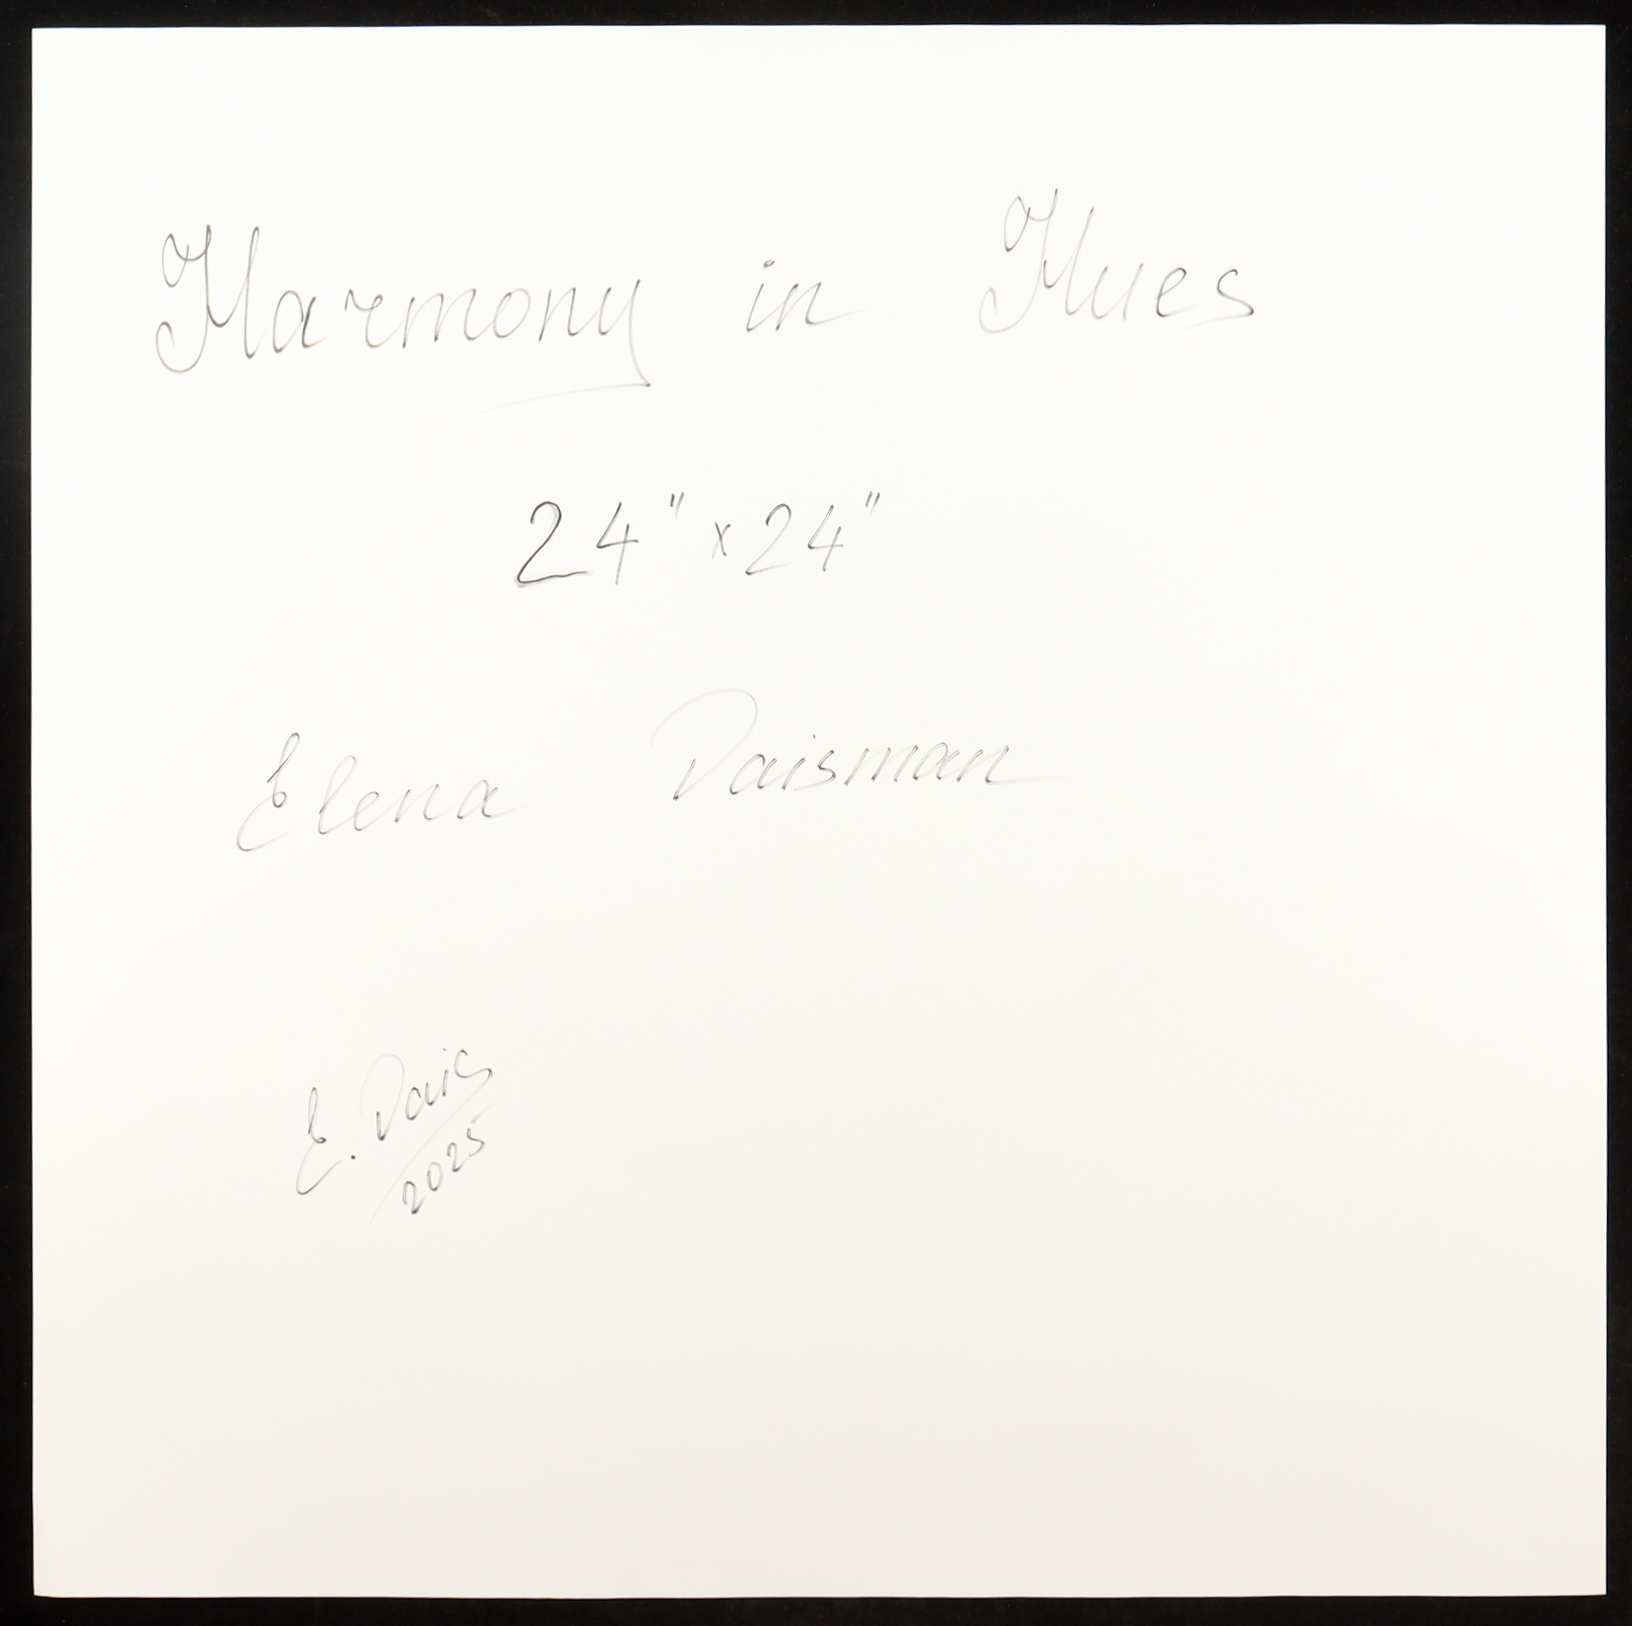 Harmony in Hues
24" x 24"
Elena Daisman
E. Dais
2025